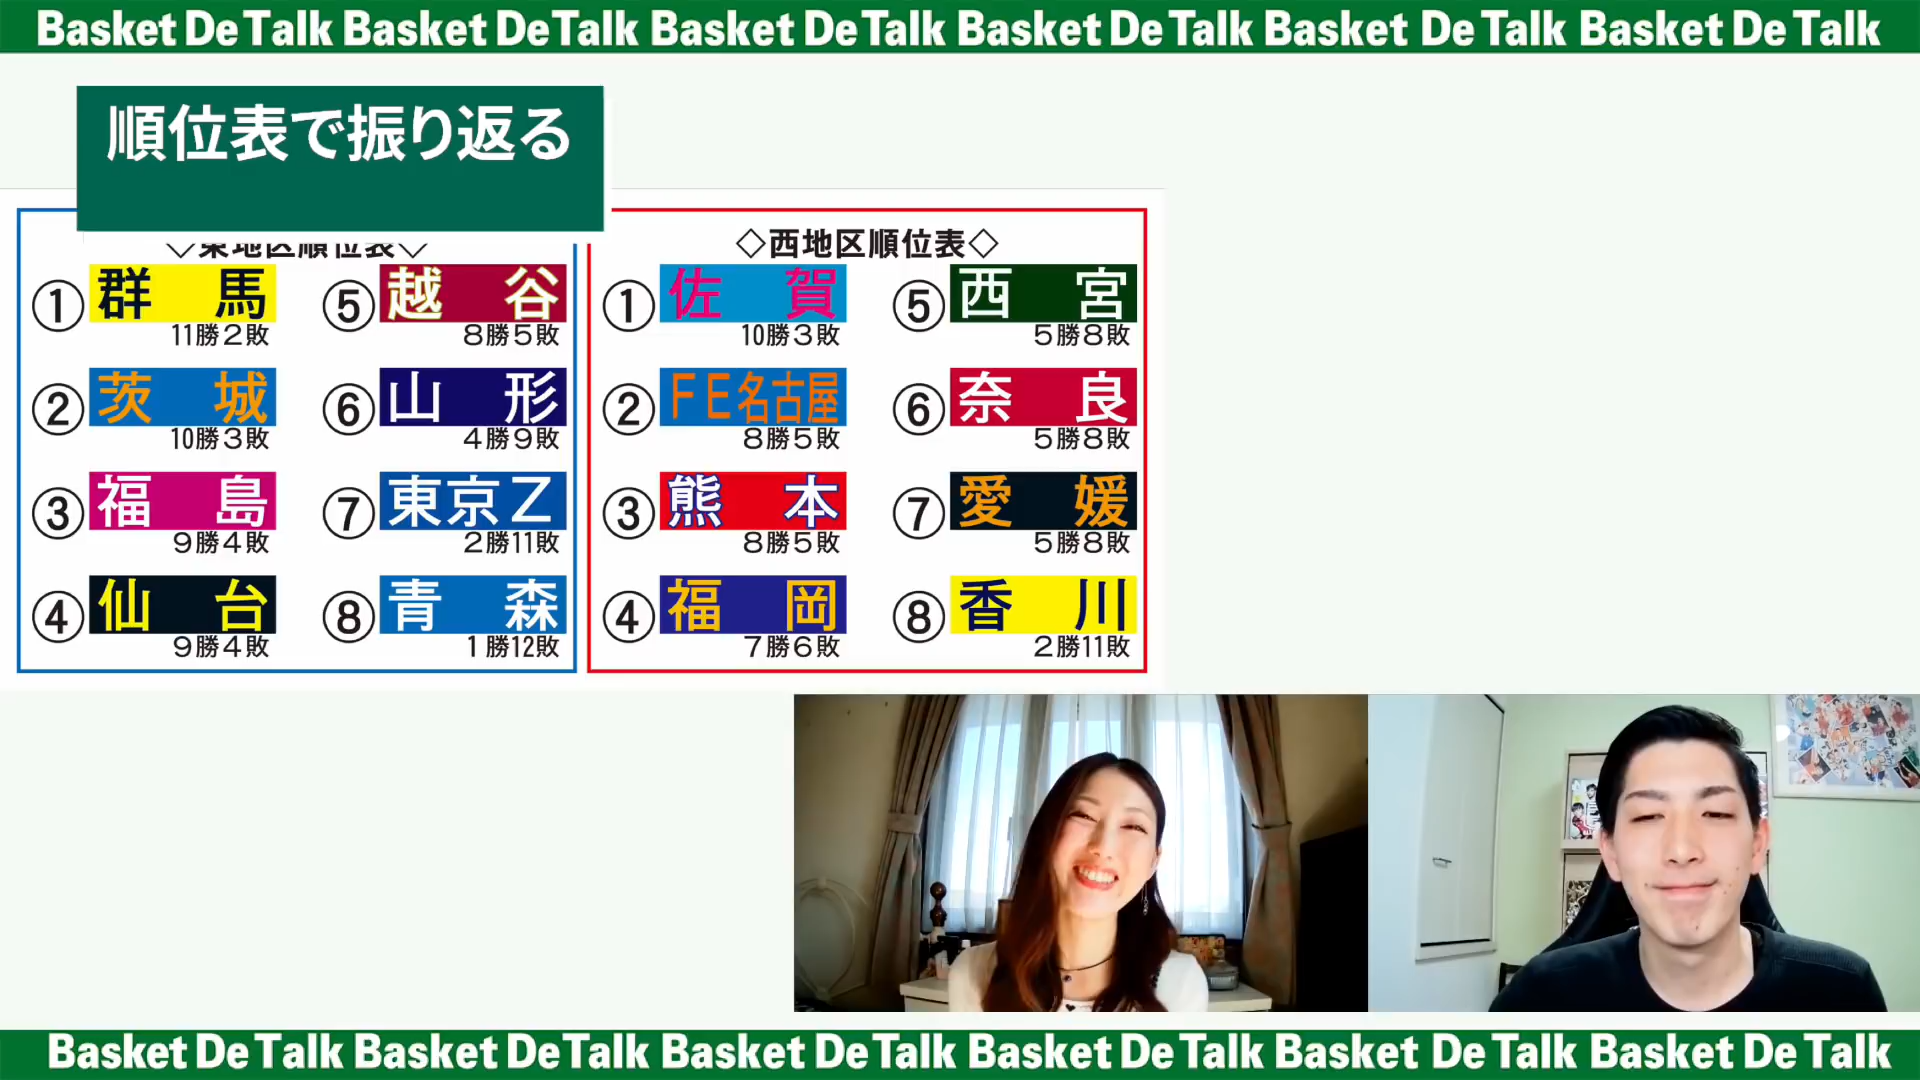 Basket De Talk Basket De Talk Basket De Talk Basket De Talk Basket De Talk Basket De Talk
順位表で振り返る
◇東地区順位表◇
① 群馬
11勝2敗
② 茨城
10勝3敗
③ 福島
9勝4敗
④ 仙台
9勝4敗
⑤ 越谷
8勝5敗
⑥ 山形
4勝9敗
⑦ 東京Z
2勝11敗
⑧ 青森
1勝12敗
◇西地区順位表◇
① 佐賀
10勝3敗
② FE名古屋
8勝5敗
③ 熊本
8勝5敗
④ 福岡
7勝6敗
⑤ 西宮
5勝8敗
⑥ 奈良
5勝8敗
⑦ 愛媛
5勝8敗
⑧ 香川
2勝11敗
Basket De Talk Basket De Talk Basket De Talk Basket De Talk Basket De Talk Basket De Talk